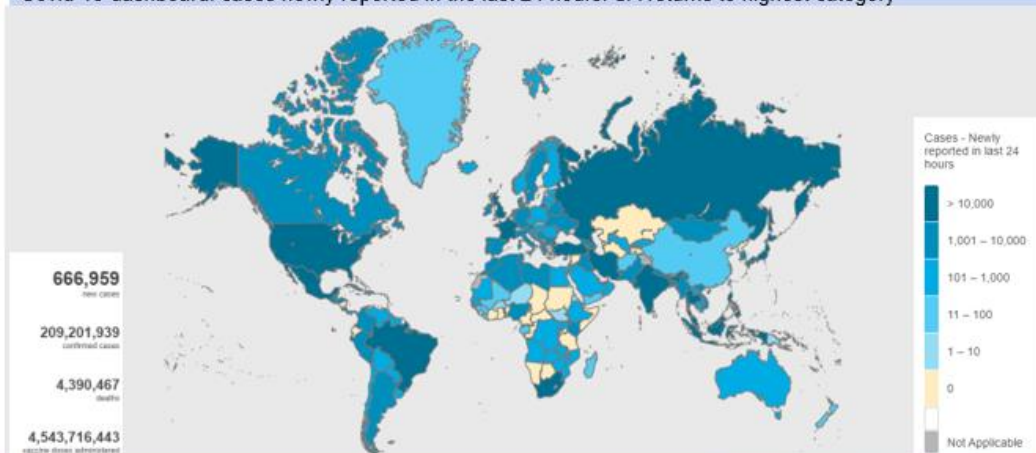 Covid-19 dashboard: cases newly reported in the last 24 hours.
returns to highest category
666,959
new cases
209,201,939
confirmed cases
4,390,467
deaths
4,543,716,443
vaccine doses administered
Cases - Newly
reported in last 24
hours
> 10,000
1,001 – 10,000
101 – 1,000
11 – 100
1 – 10
0
Not Applicable